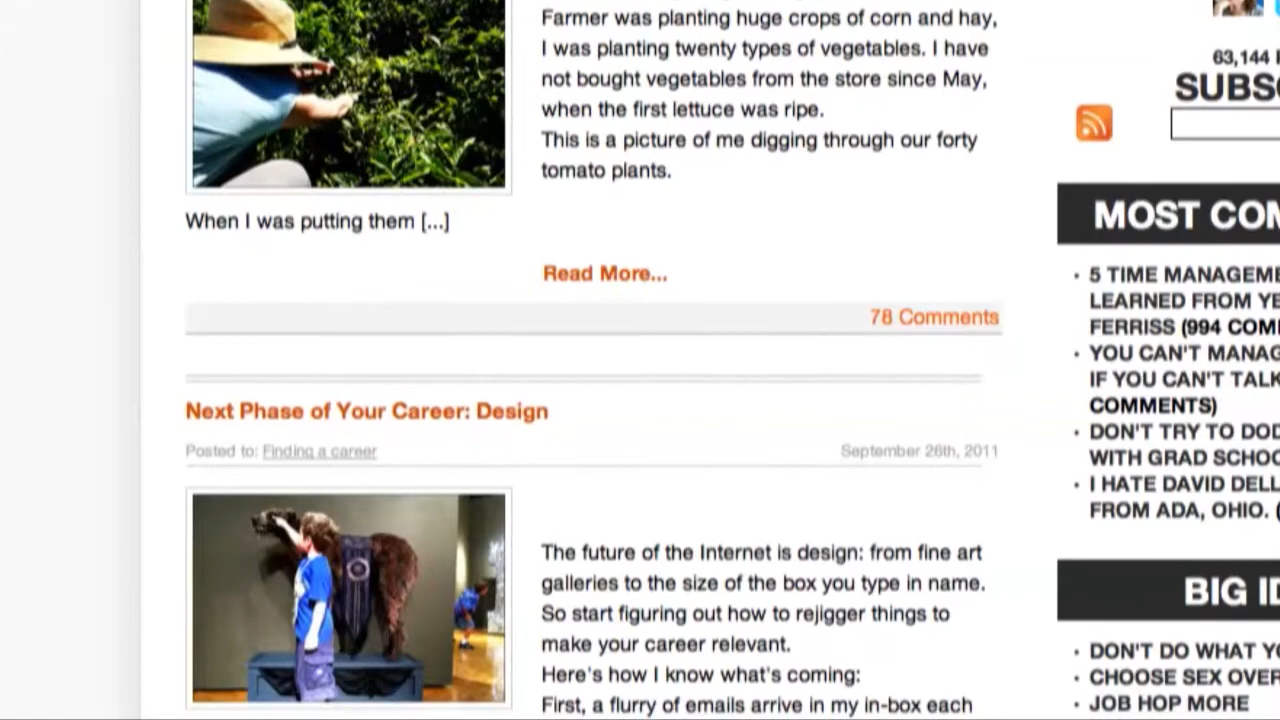 Farmer was planting huge crops of corn and hay,
I was planting twenty types of vegetables. I have
not bought vegetables from the store since May,
when the first lettuce was ripe.
This is a picture of me digging through our forty
tomato plants.
When I was putting them [...]
Read More...
78 Comments
Next Phase of Your Career: Design
Posted to: Finding a career
September 26th, 2011
The future of the Internet is design: from fine art
galleries to the size of the box you type in name.
So start figuring out how to rejigger things to
make your career relevant.
Here's how I know what's coming:
First, a flurry of emails arrive in my in-box each
63,144
SUBS
MOST COM
• 5 TIME MANAGEME
LEARNED FROM YE
FERRISS (994 COM
• YOU CAN'T MANAG
IF YOU CAN'T TALK
COMMENTS)
• DON'T TRY TO DOD
WITH GRAD SCHOO
• I HATE DAVID DELL
FROM ADA, OHIO. (
BIG ID
• DON'T DO WHAT YO
• CHOOSE SEX OVER
• JOB HOP MORE